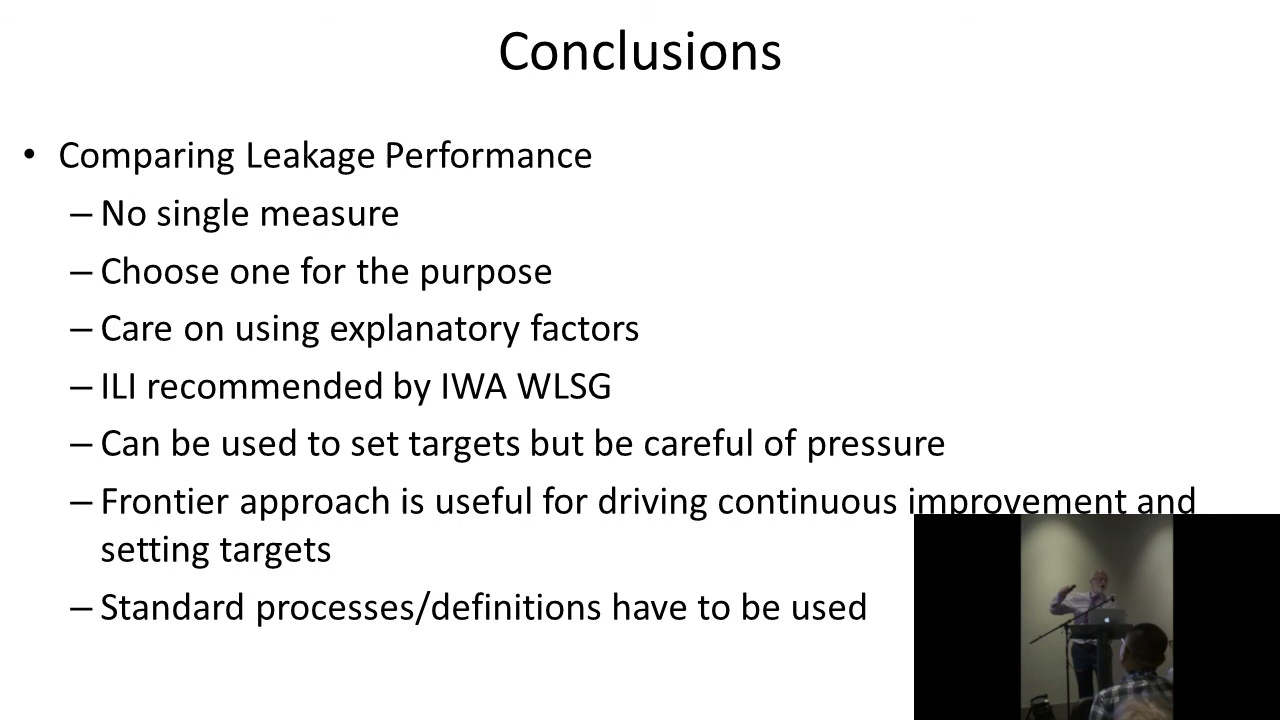 Conclusions
• Comparing Leakage Performance
– No single measure
– Choose one for the purpose
– Care on using explanatory factors
– ILI recommended by IWA WLSG
– Can be used to set targets but be careful of pressure
– Frontier approach is useful for driving continuous improvement and
setting targets
– Standard processes/definitions have to be used